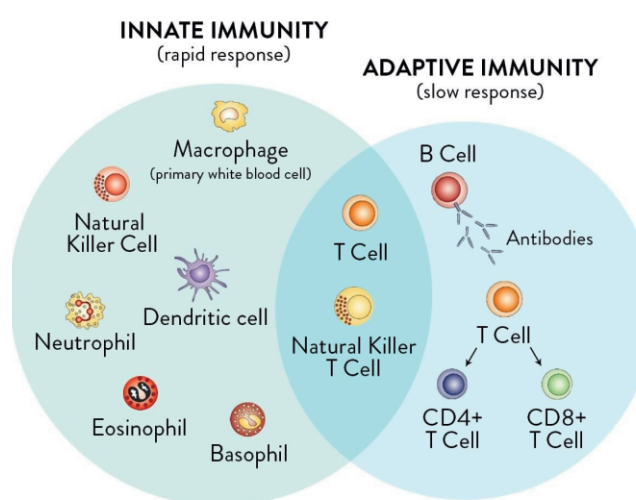 INNATE IMMUNITY
(rapid response)
ADAPTIVE IMMUNITY
(slow response)
Macrophage
(primary white blood cell)
Natural
Killer Cell
Dendritic cell
Neutrophil
Eosinophil
Basophil
T Cell
Natural Killer
T Cell
B Cell
Antibodies
T Cell
CD4+
T Cell
CD8+
T Cell